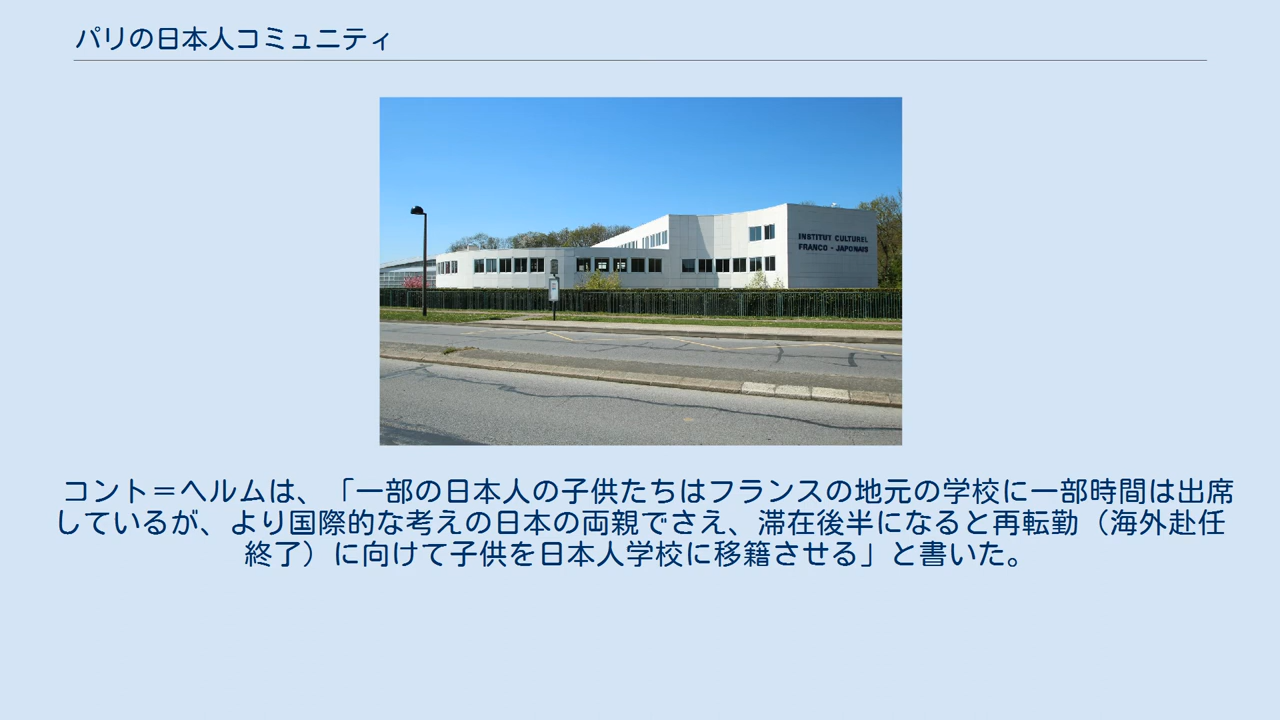 パリの日本人コミュニティ
INSTITUT CULTUREL
FRANCO - JAPONAIS
コント＝ヘルムは、「一部の日本人の子供たちはフランスの地元の学校に一部時間は出席
しているが、より国際的な考えの日本の両親でさえ、滞在後半になると再転勤（海外赴任
終了）に向けて子供を日本人学校に移籍させる」と書いた。